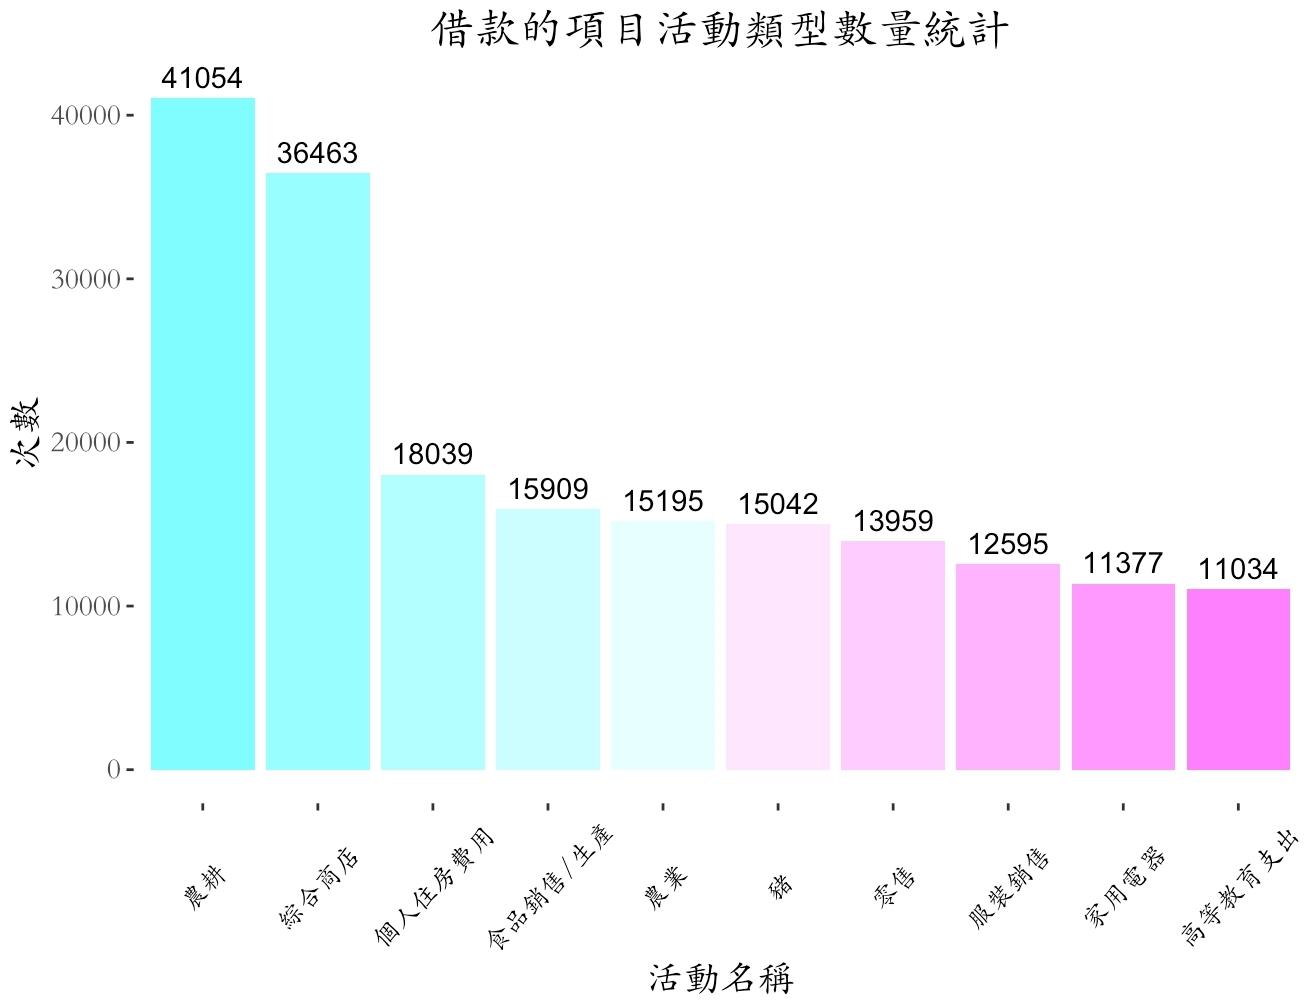 借款的項目活動類型數量統計
41054
36463
18039
15909
15195
15042
13959
12595
11377
11034
40000
30000
20000
10000
0
次數
農耕
綜合商店
個人住房費用
食品銷售/生產
農業
豬
零售
服裝銷售
家用電器
高等教育支出
活動名稱